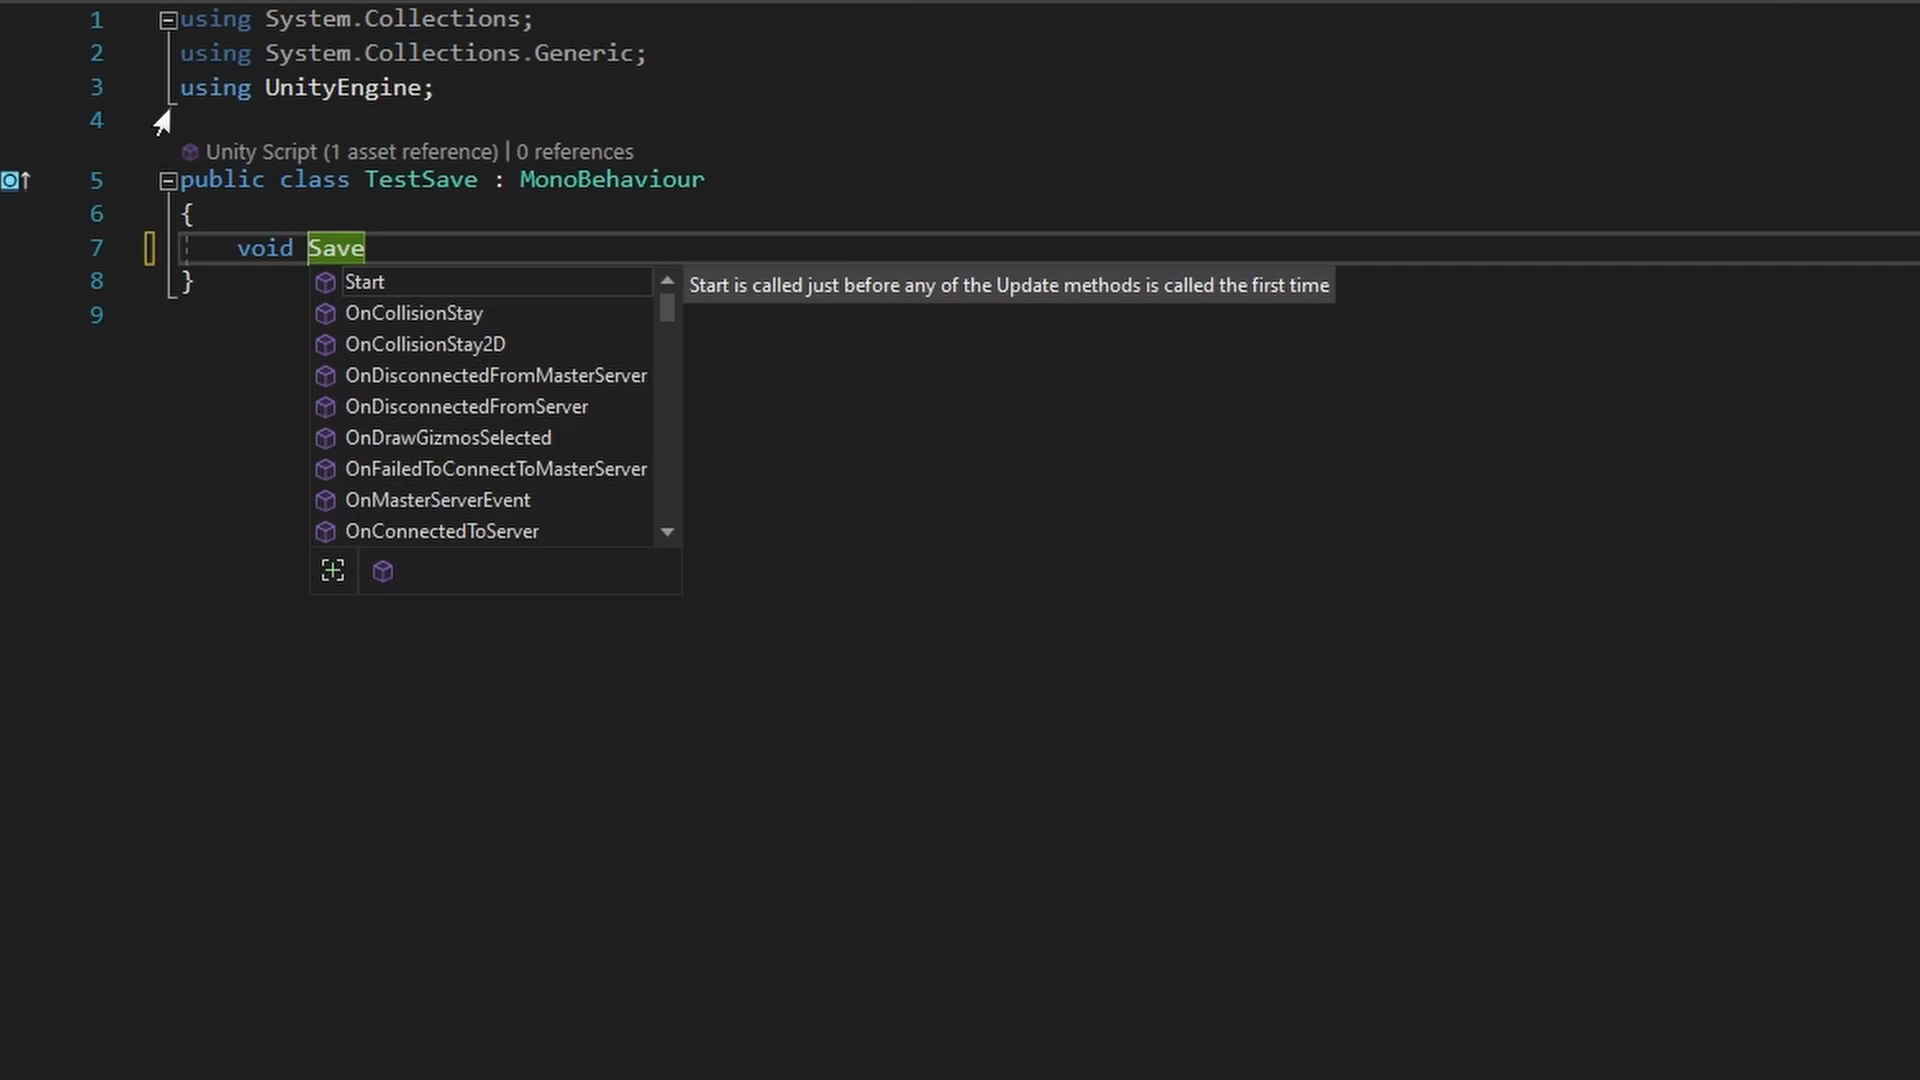 1 using System.Collections;
2 using System.Collections.Generic;
3 using UnityEngine;
4
Unity Script (1 asset reference) | 0 references
5 public class TestSave : MonoBehaviour
6 {
7 void Save
8 }
9
Start
Start is called just before any of the Update methods is called the first time
OnCollisionStay
OnCollisionStay2D
OnDisconnectedFromMasterServer
OnDisconnectedFromServer
OnDrawGizmosSelected
OnFailedToConnectToMasterServer
OnMasterServerEvent
OnConnectedToServer